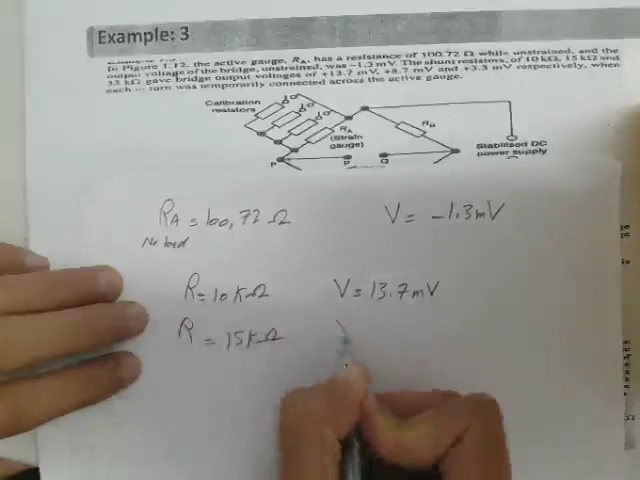 Example: 3
In Figure 1.12, the active gauge, RA, has a resistance of 100.72 Ω while unstrained, and the
output voltage of the bridge, unstrained, was −1.3 mV. The shunt resistors, of 10 kΩ, 15 kΩ and
33 kΩ gave bridge output voltages of +13.7 mV, +8.7 mV and +3.3 mV respectively, when
each in turn was temporarily connected across the active gauge.
Calibration
resistors
RA
(Strain
gauge)
RB
Stabilised DC
power supply
P
P
Q
RA = 100,72 Ω V = -1.3mV
No load
R = 10KΩ V = 13.7mV
R = 15KΩ